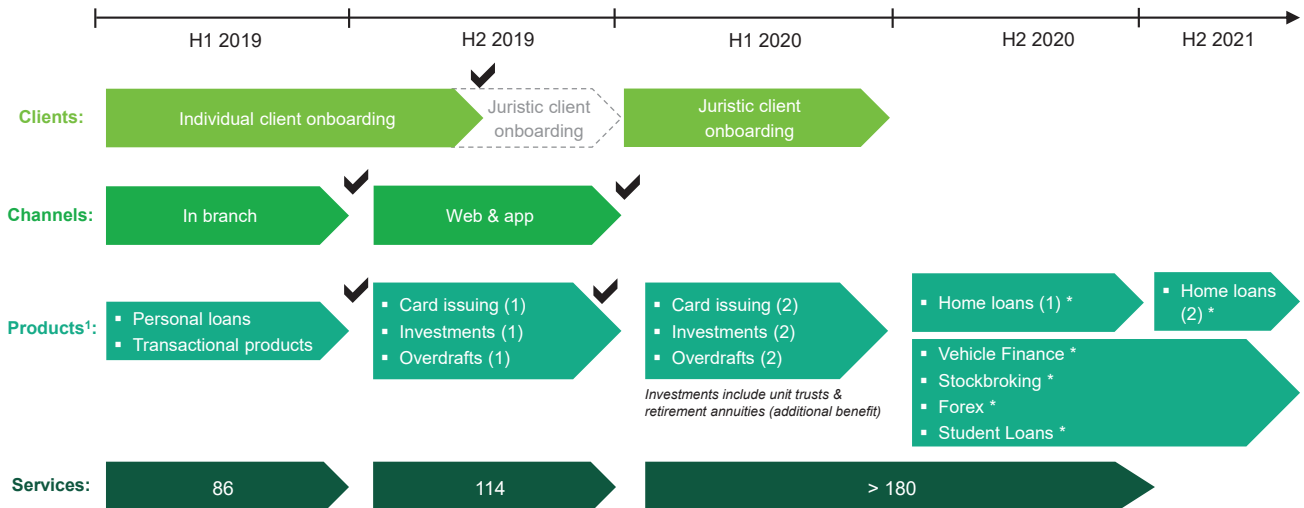 H1 2019
H2 2019
H1 2020
H2 2020
H2 2021
Clients:
Individual client onboarding
Juristic client
onboarding
Juristic client
onboarding
Channels:
In branch
Web & app
Products¹:
▪ Personal loans
▪ Transactional products
▪ Card issuing (1)
▪ Investments (1)
▪ Overdrafts (1)
▪ Card issuing (2)
▪ Investments (2)
▪ Overdrafts (2)
Investments include unit trusts &
retirement annuities (additional benefit)
▪ Home loans (1) *
▪ Home loans
(2) *
▪ Vehicle Finance *
▪ Stockbroking *
▪ Forex *
▪ Student Loans *
Services:
86
114
> 180